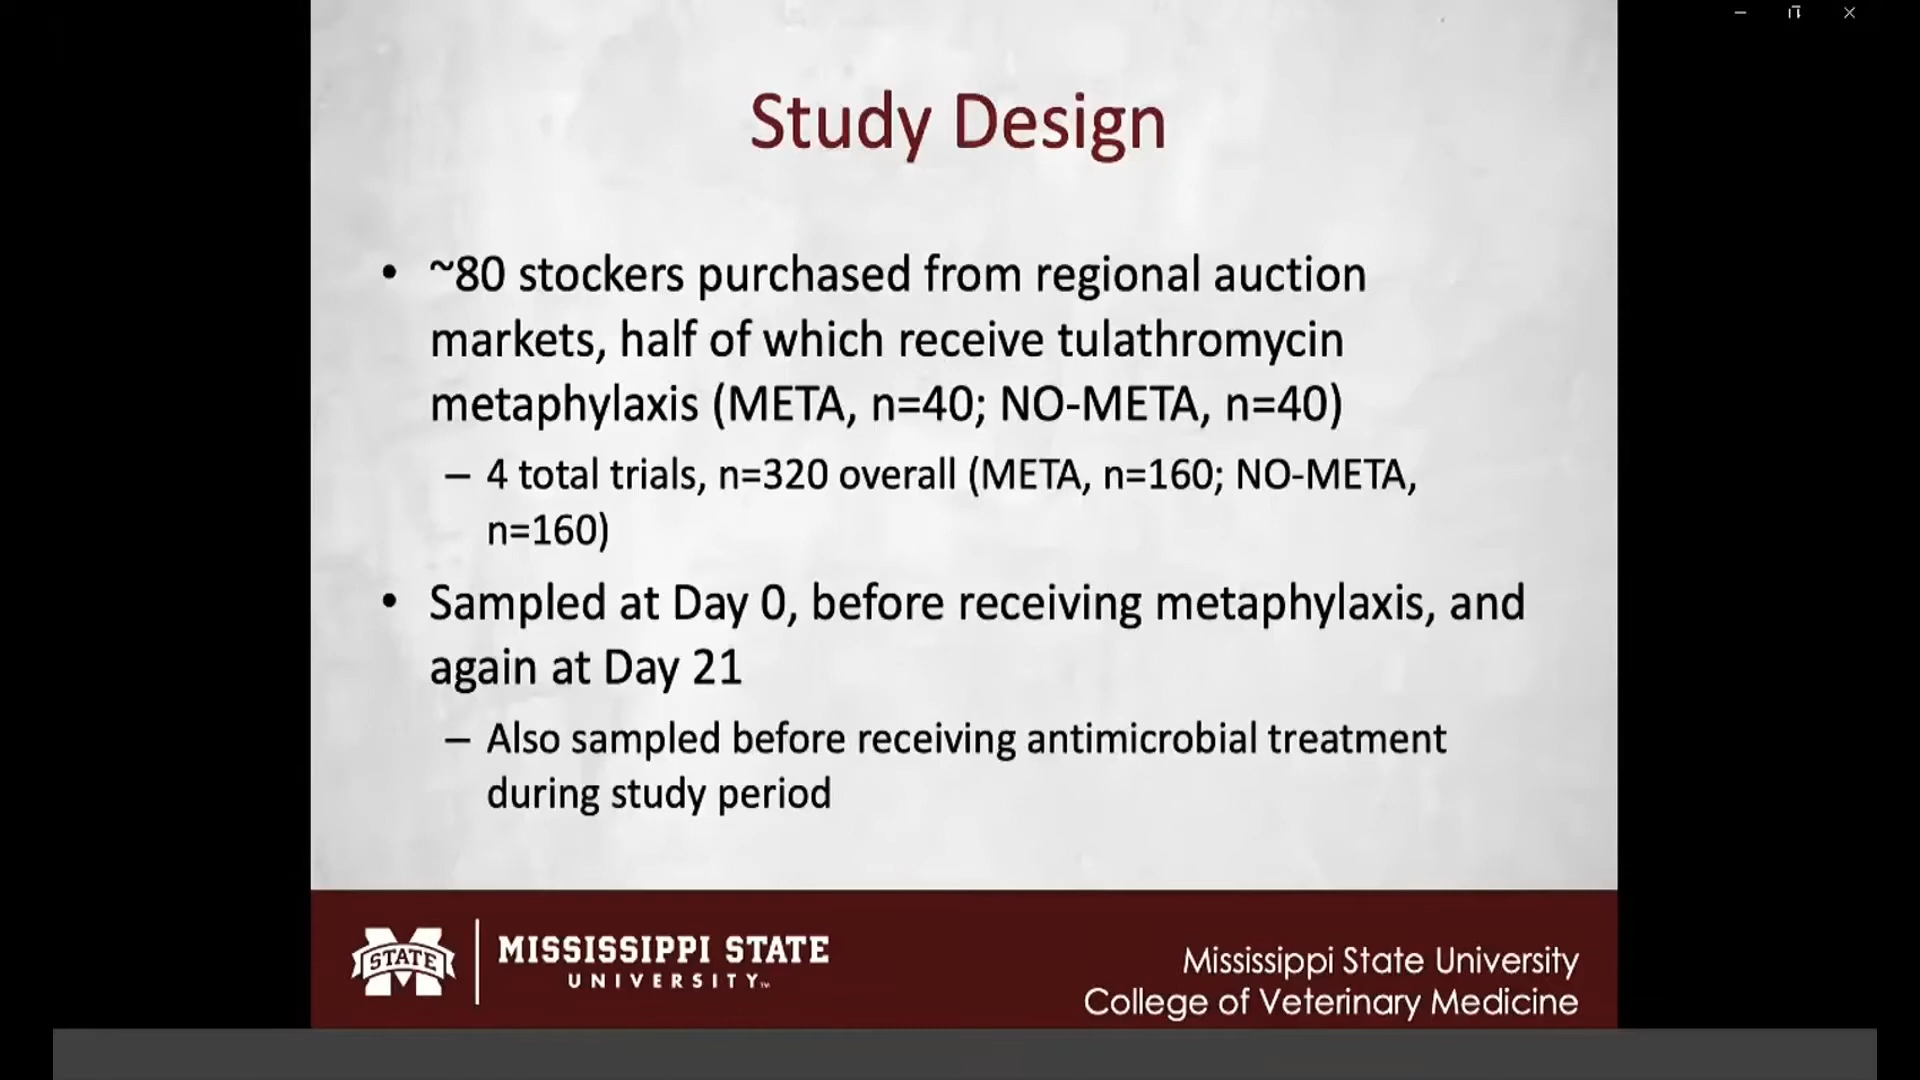 Study Design
• ~80 stockers purchased from regional auction
markets, half of which receive tulathromycin
metaphylaxis (META, n=40; NO-META, n=40)
– 4 total trials, n=320 overall (META, n=160; NO-META,
n=160)
• Sampled at Day 0, before receiving metaphylaxis, and
again at Day 21
– Also sampled before receiving antimicrobial treatment
during study period
STATE
MISSISSIPPI STATE
UNIVERSITY™
Mississippi State University
College of Veterinary Medicine